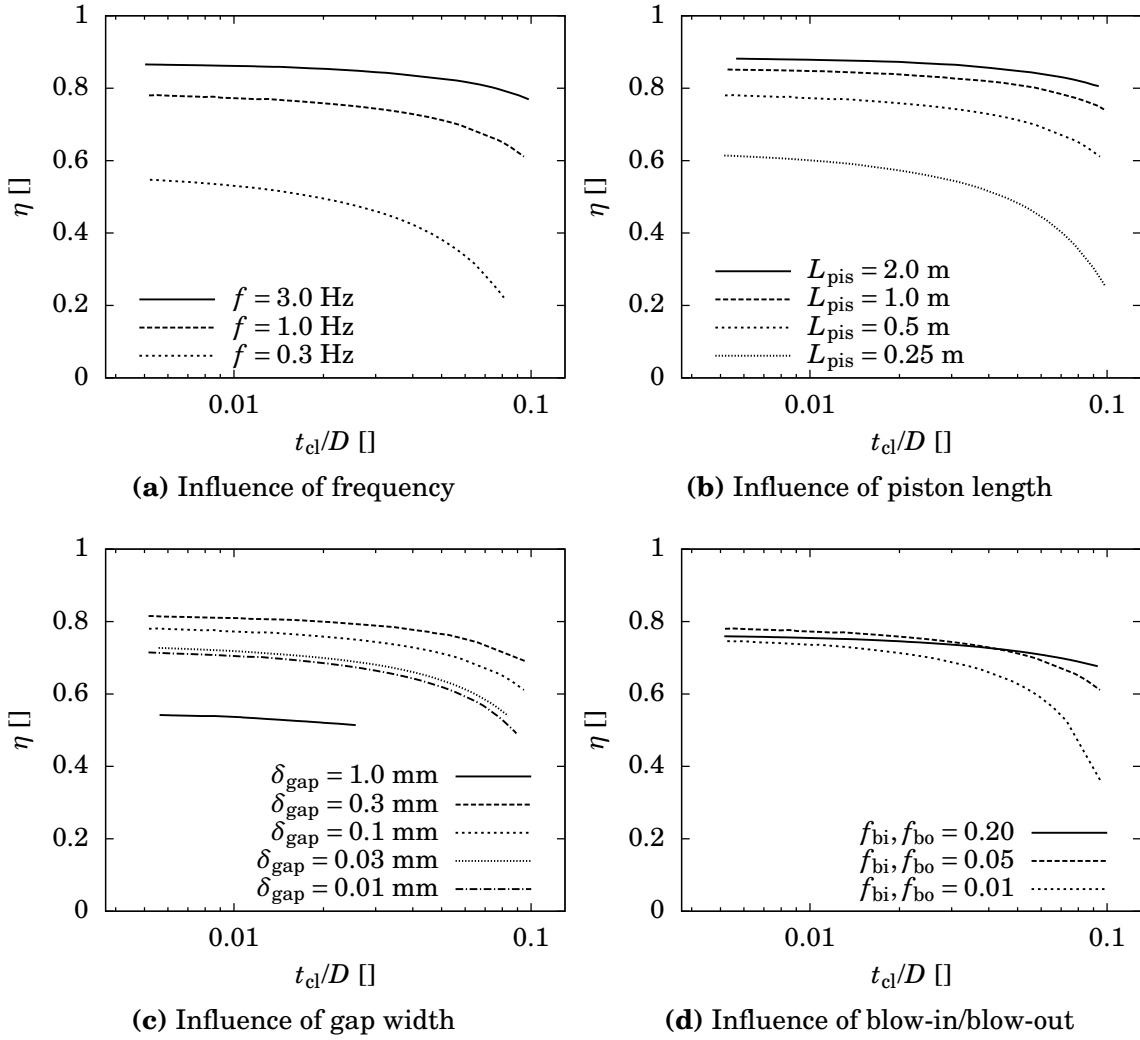 1
0.8
0.6
0.4
0.2
0
η []
0.01 0.1
t_cl/D []
f = 3.0 Hz
f = 1.0 Hz
f = 0.3 Hz
(a) Influence of frequency
1
0.8
0.6
0.4
0.2
0
η []
0.01 0.1
t_cl/D []
L_pis = 2.0 m
L_pis = 1.0 m
L_pis = 0.5 m
L_pis = 0.25 m
(b) Influence of piston length
1
0.8
0.6
0.4
0.2
0
η []
0.01 0.1
t_cl/D []
δ_gap = 1.0 mm
δ_gap = 0.3 mm
δ_gap = 0.1 mm
δ_gap = 0.03 mm
δ_gap = 0.01 mm
(c) Influence of gap width
1
0.8
0.6
0.4
0.2
0
η []
0.01 0.1
t_cl/D []
f_bi, f_bo = 0.20
f_bi, f_bo = 0.05
f_bi, f_bo = 0.01
(d) Influence of blow-in/blow-out